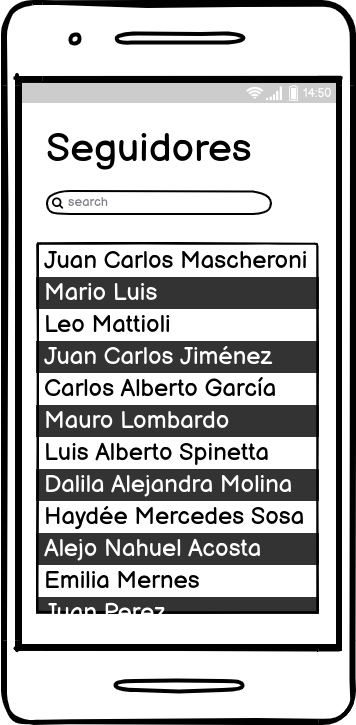 14:50
Seguidores
search
Juan Carlos Mascheroni
Mario Luis
Leo Mattioli
Juan Carlos Jiménez
Carlos Alberto García
Mauro Lombardo
Luis Alberto Spinetta
Dalila Alejandra Molina
Haydée Mercedes Sosa
Alejo Nahuel Acosta
Emilia Mernes
Juan Perez